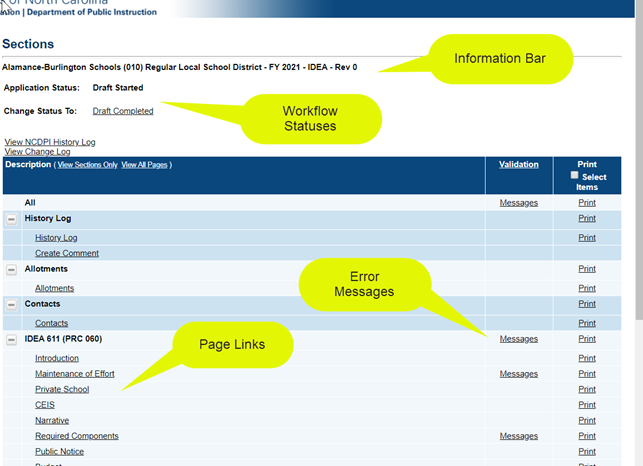 of North Carolina
ion | Department of Public Instruction
Sections
Information Bar
Alamance-Burlington Schools (010) Regular Local School District - FY 2021 - IDEA - Rev 0
Application Status: Draft Started
Change Status To: Draft Completed
Workflow
Statuses
View NCDPI History Log
View Change Log
Description ( View Sections Only View All Pages ) Validation Print
Select
Items
All Messages Print
History Log Print
History Log Print
Create Comment
Allotments Print
Allotments Print
Error
Messages
Contacts Print
Contacts Print
IDEA 611 (PRC 060) Messages Print
Page Links
Introduction Print
Maintenance of Effort Messages Print
Private School Print
CEIS Print
Narrative Print
Required Components Messages Print
Public Notice Print
Budget Print